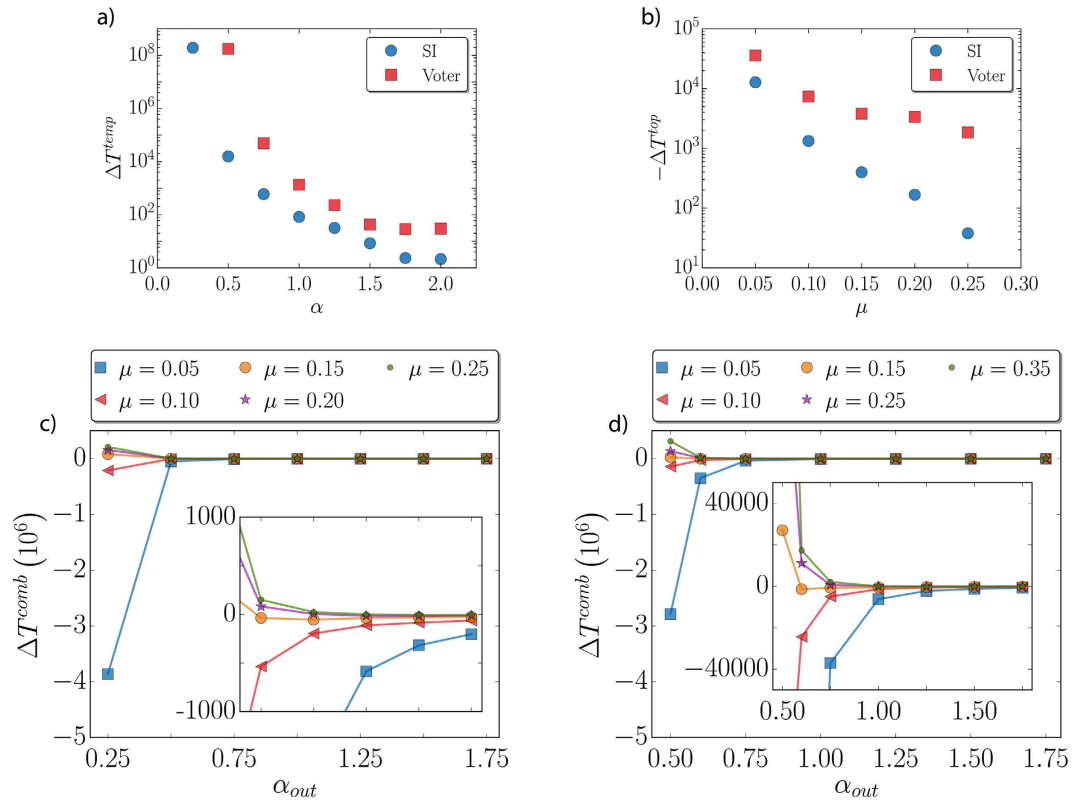 a)
SI
Voter
10^8
10^6
10^4
10^2
10^0
ΔT^{temp}
0.0 0.5 1.0 1.5 2.0
α
b)
SI
Voter
10^5
10^4
10^3
10^2
10^1
−ΔT^{top}
0.00 0.05 0.10 0.15 0.20 0.25 0.30
μ
μ = 0.05 μ = 0.15 μ = 0.25
μ = 0.10 μ = 0.20
c)
0
−1
−2
−3
−4
−5
ΔT^{comb} (10^6)
1000
0
-1000
0.25 0.75 1.25 1.75
α_{out}
μ = 0.05 μ = 0.15 μ = 0.35
μ = 0.10 μ = 0.25
d)
0
−1
−2
−3
−4
−5
ΔT^{comb} (10^6)
40000
0
−40000
0.50 1.00 1.50
0.50 0.75 1.00 1.25 1.50 1.75
α_{out}